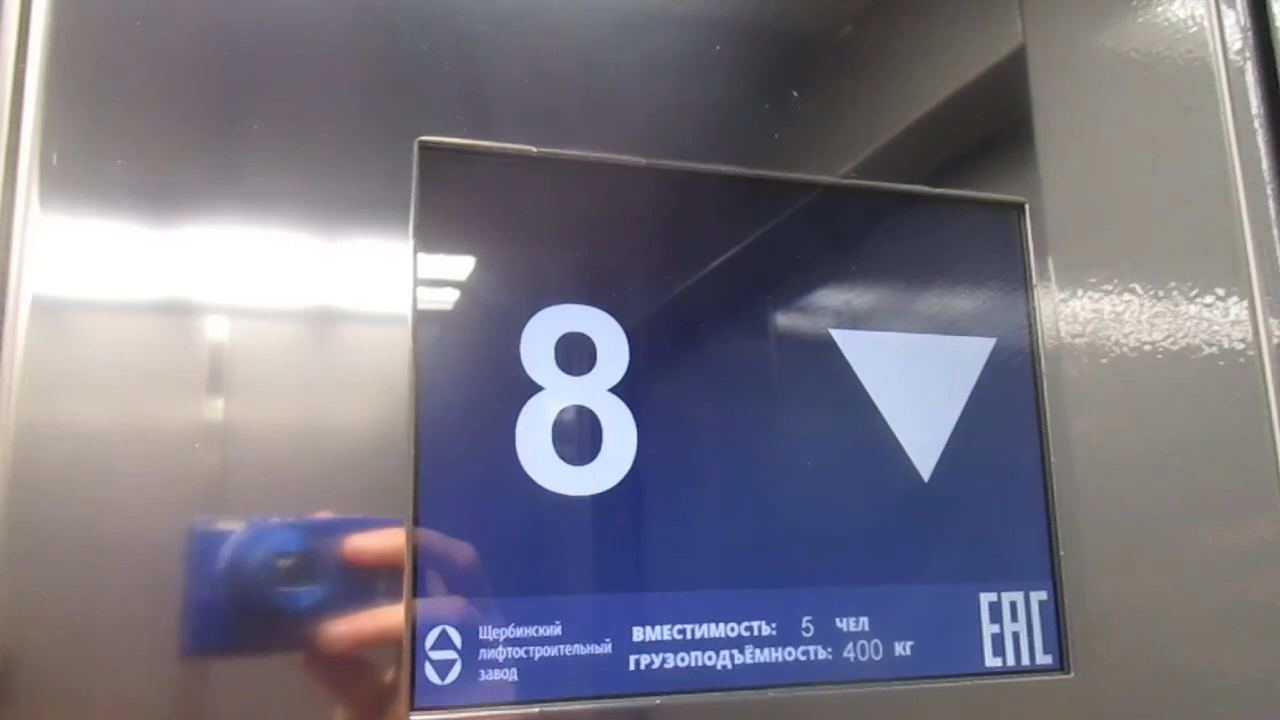 8
Щербинский
лифтостроительный
завод
ВМЕСТИМОСТЬ: 5 ЧЕЛ
ГРУЗОПОДЪЁМНОСТЬ: 400 КГ
EAC